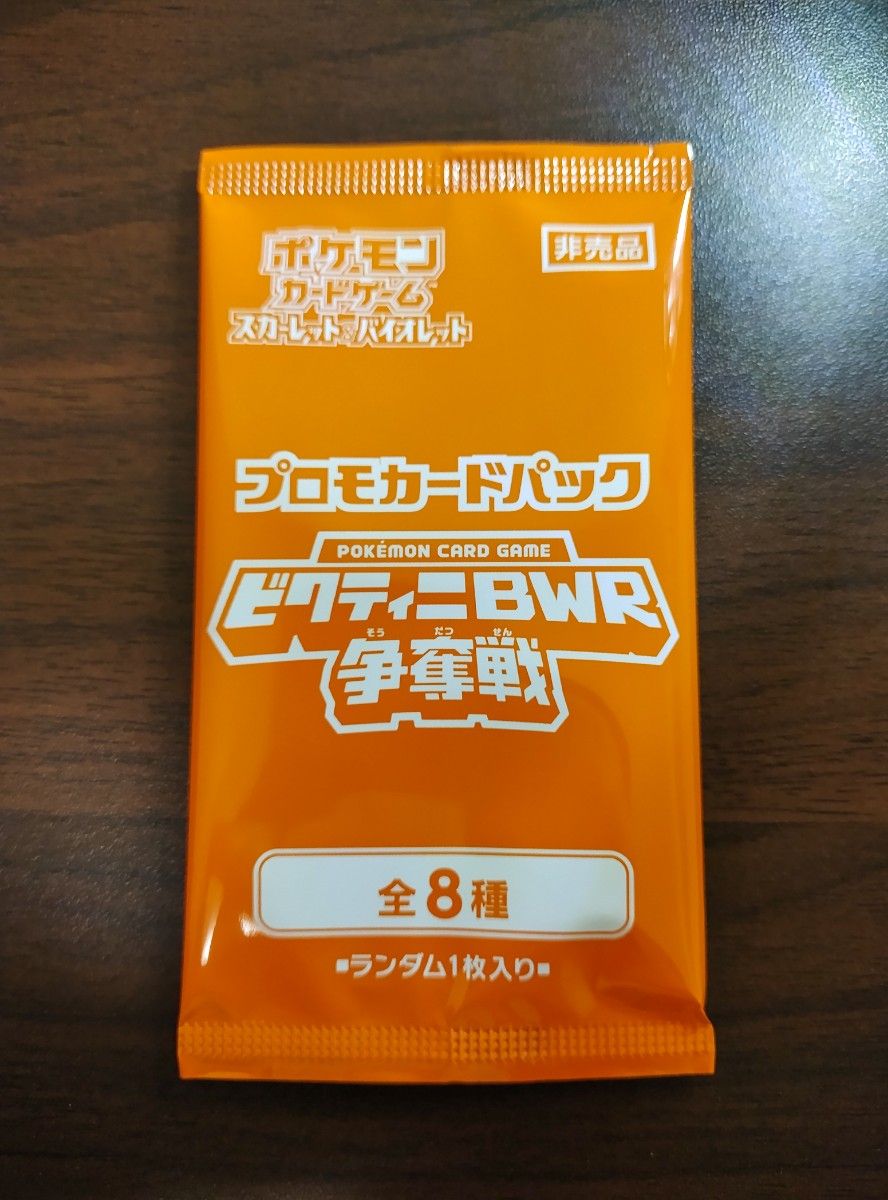 ポケモン
カードゲーム
スカーレット&バイオレット
非売品
プロモカードパック
POKÉMON CARD GAME
ビクティニBWR
そう だつ せん
争奪戦
全8種
■ランダム1枚入り■